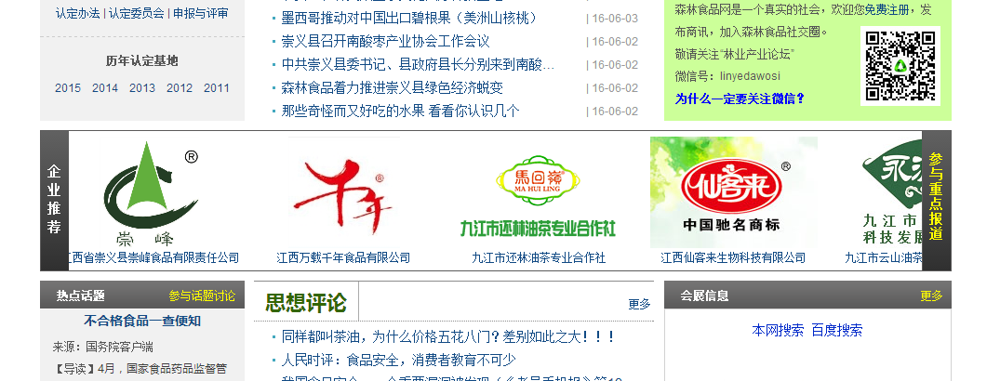 认定办法 | 认定委员会 | 申报与评审
历年认定基地
2015 2014 2013 2012 2011
墨西哥推动对中国出口碧根果（美洲山核桃） | 16-06-03
崇义县召开南酸枣产业协会工作会议 | 16-06-02
中共崇义县委书记、县政府县长分别来到南酸... | 16-06-02
森林食品着力推进崇义县绿色经济蜕变 | 16-06-02
那些奇怪而又好吃的水果 看看你认识几个 | 16-06-02
森林食品网是一个真实的社会，欢迎您免费注册，发
布商讯，加入森林食品社交圈。
敬请关注“林业产业论坛”
微信号：linyedawosi
为什么一定要关注微信?
企业推荐
®
崇峰
江西省崇义县崇峰食品有限责任公司
千年®
江西万载千年食品有限公司
馬回嶺®
MA HUI LING
九江市还林油茶专业合作社
九江市还林油茶专业合作社
仙客来®
中国驰名商标
江西仙客来生物科技有限公司
九江市
科技发展
九江市云山油茶
参与重点报道
热点话题 参与话题讨论
不合格食品一查便知
来源：国务院客户端
【导读】4月，国家食品药品监督管
思想评论 更多
同样都叫茶油，为什么价格五花八门？差别如此之大！！！
人民时评：食品安全，消费者教育不可少
会展信息 更多
本网搜索 百度搜索